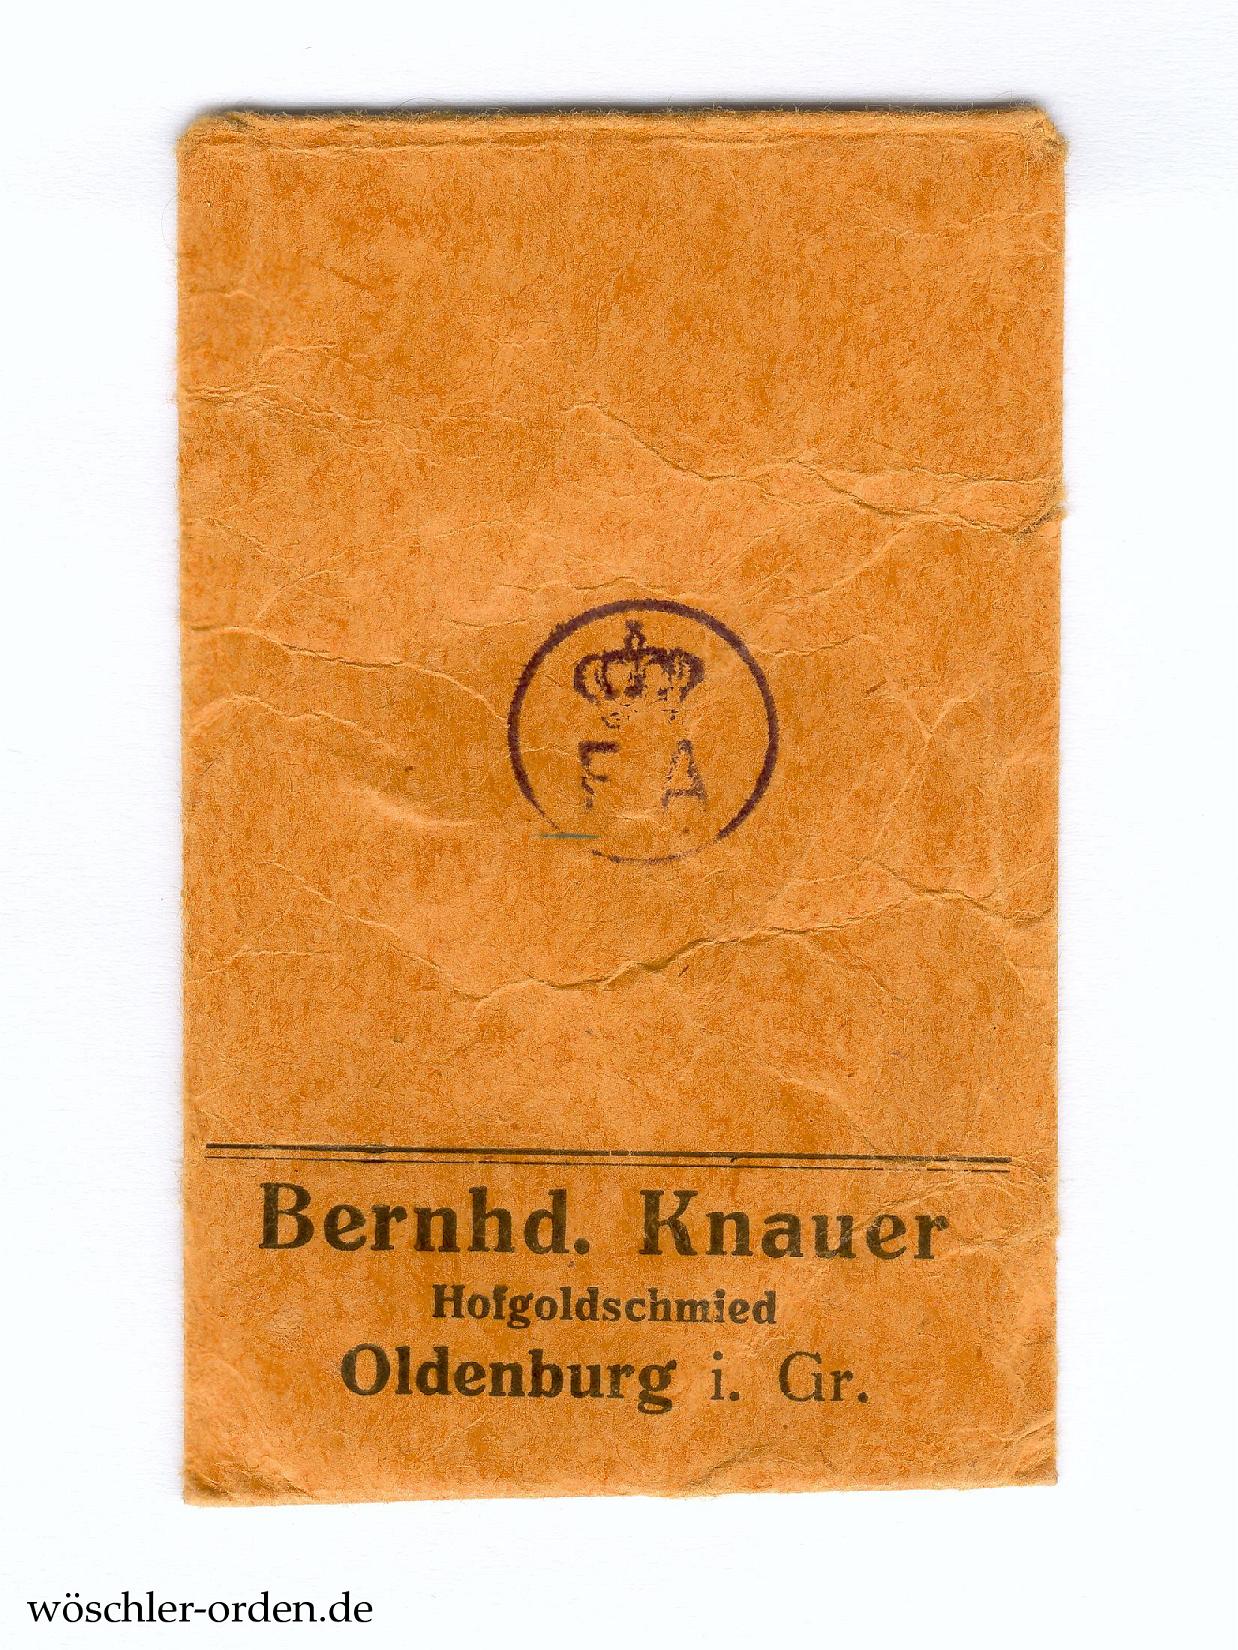 F A
Bernhd. Knauer
Hofgoldschmied
Oldenburg i. Gr.
wöschler-orden.de